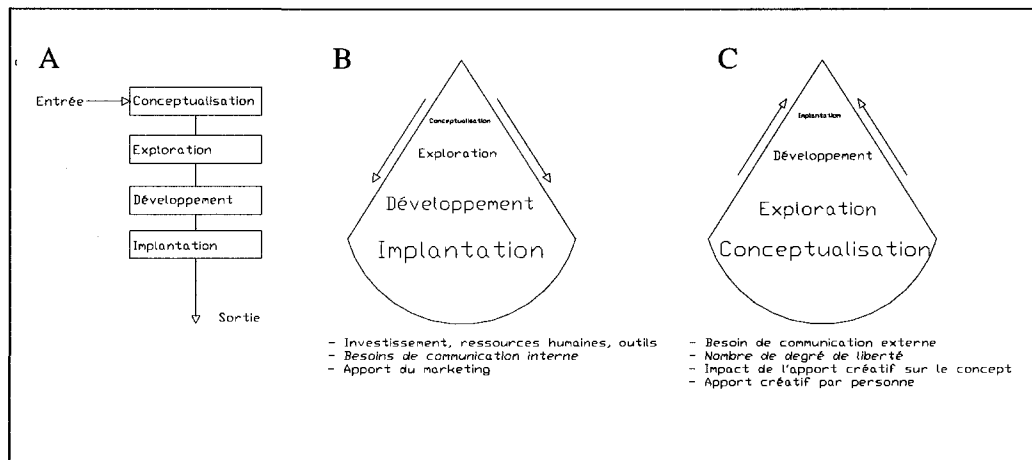 A
Entrée
Conceptualisation
Exploration
Développement
Implantation
Sortie
B
Conceptualisation
Exploration
Développement
Implantation
- Investissement, ressources humaines, outils
- Besoins de communication interne
- Apport du marketing
C
Implantation
Développement
Exploration
Conceptualisation
- Besoin de communication externe
- Nombre de degré de liberté
- Impact de l'apport créatif sur le concept
- Apport créatif par personne